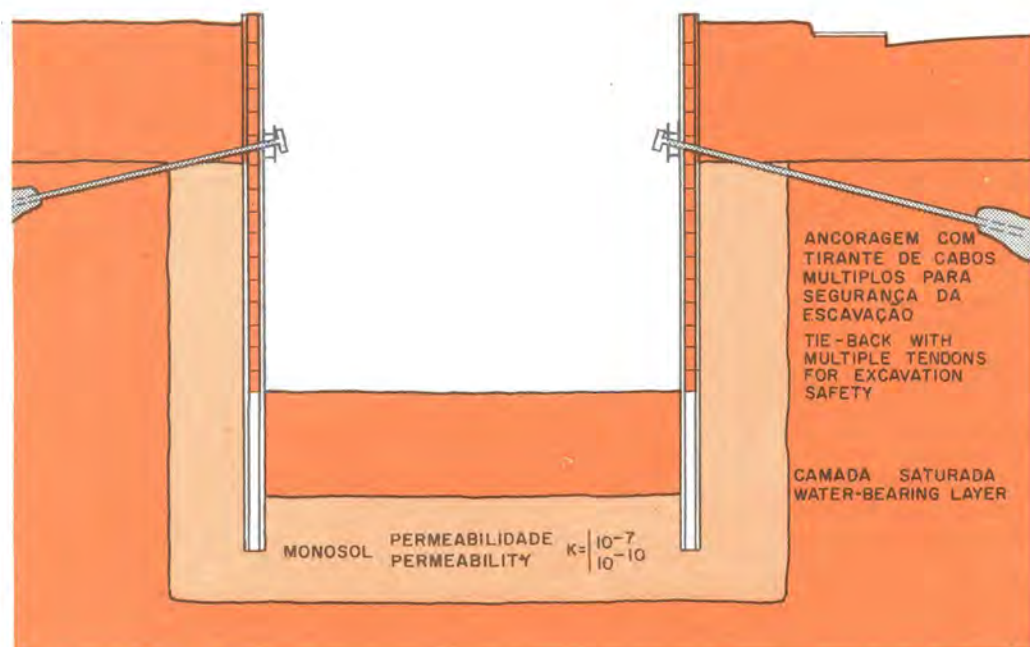 ANCORAGEM COM
TIRANTE DE CABOS
MULTIPLOS PARA
SEGURANÇA DA
ESCAVAÇÃO
TIE-BACK WITH
MULTIPLE TENDONS
FOR EXCAVATION
SAFETY
CAMADA SATURADA
WATER-BEARING LAYER
MONOSOL PERMEABILIDADE K= 10-7
PERMEABILITY 10-10